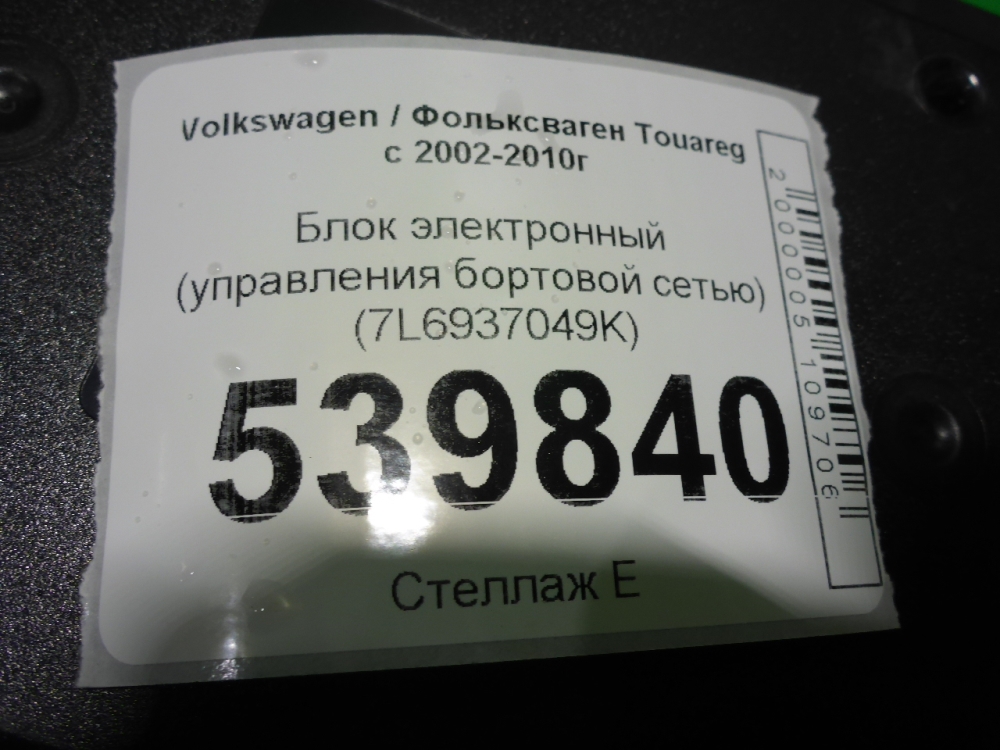 Volkswagen / Фольксваген Touareg
с 2002-2010г
Блок электронный
(управления бортовой сетью)
(7L6937049K)
539840
Стеллаж Е
2000005109706